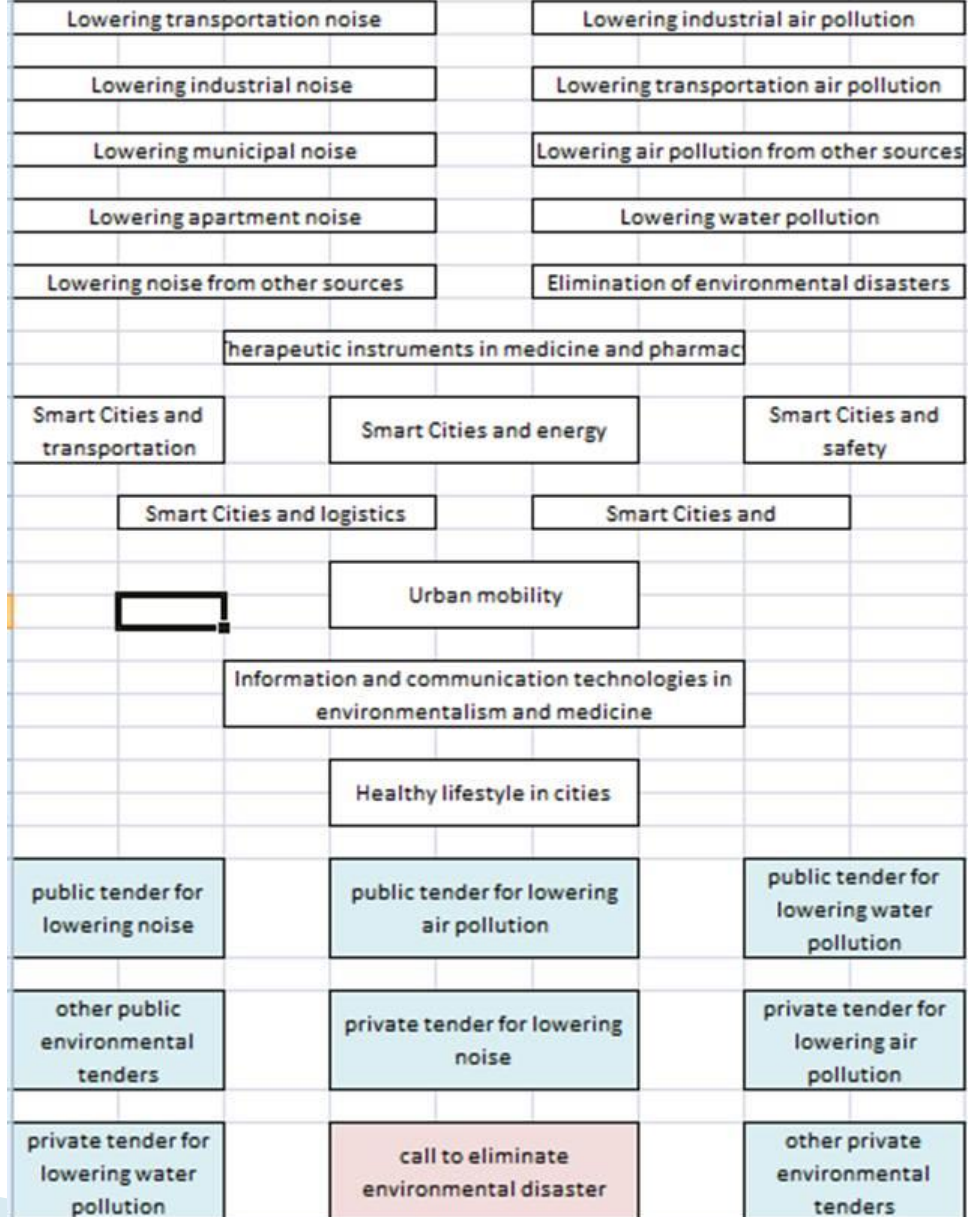 Lowering transportation noise
Lowering industrial air pollution
Lowering industrial noise
Lowering transportation air pollution
Lowering municipal noise
Lowering air pollution from other sources
Lowering apartment noise
Lowering water pollution
Lowering noise from other sources
Elimination of environmental disasters
herapeutic instruments in medicine and pharmac
Smart Cities and
transportation
Smart Cities and energy
Smart Cities and
safety
Smart Cities and logistics
Smart Cities and
Urban mobility
Information and communication technologies in
environmentalism and medicine
Healthy lifestyle in cities
public tender for
lowering noise
public tender for lowering
air pollution
public tender for
lowering water
pollution
other public
environmental
tenders
private tender for lowering
noise
private tender for
lowering air
pollution
private tender for
lowering water
pollution
call to eliminate
environmental disaster
other private
environmental
tenders